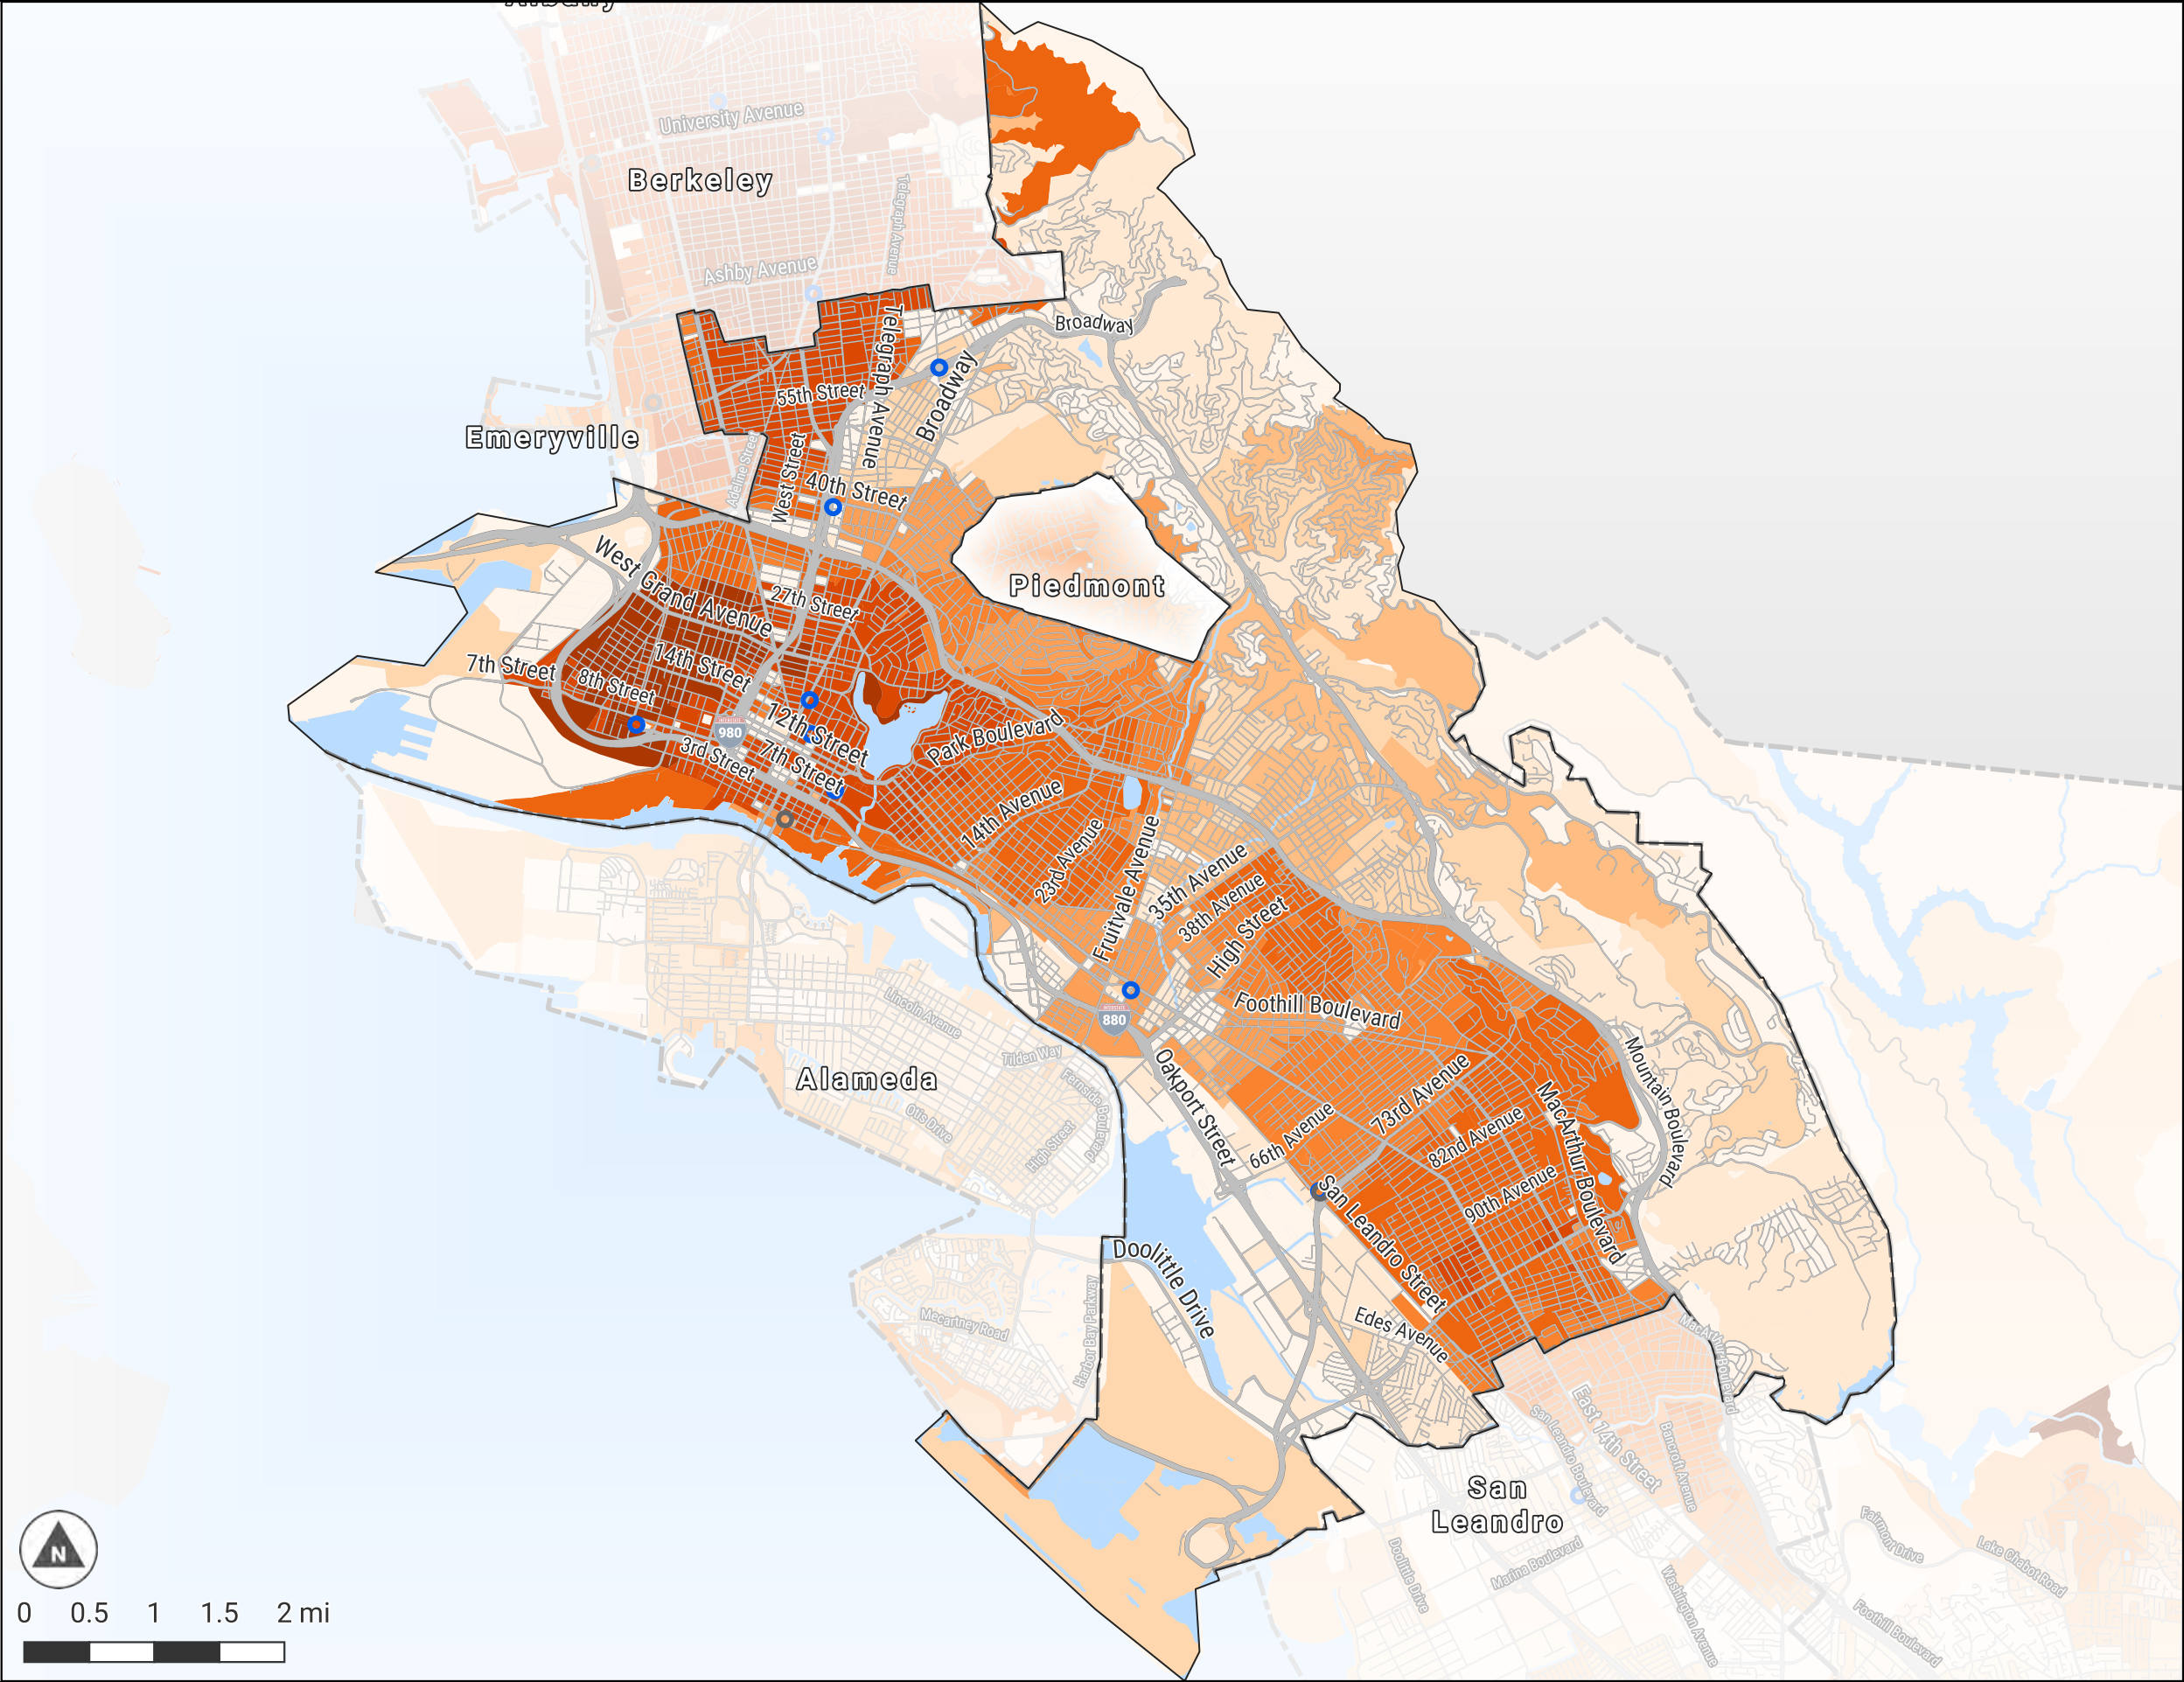 University Avenue
Berkeley
Telegraph Avenue
Ashby Avenue
Broadway
Telegraph Avenue
Broadway
55th Street
Emeryville
Adeline Street
West Street
40th Street
West Grand Avenue
27th Street
Piedmont
7th Street
8th Street
14th Street
12th Street
980
3rd Street
7th Street
Park Boulevard
14th Avenue
23rd Avenue
Fruitvale Avenue
35th Avenue
38th Avenue
High Street
Foothill Boulevard
880
Lincoln Avenue
Tilden Way
Alameda
Fernside Boulevard
Otis Drive
High Street
Oakport Street
66th Avenue
73rd Avenue
82nd Avenue
90th Avenue
MacArthur Boulevard
Mountain Boulevard
San Leandro Street
Doolittle Drive
Edes Avenue
Mecartney Road
Harbor Bay Parkway
MacArthur Boulevard
East 14th Street
San Leandro Boulevard
Bancroft Avenue
San
Leandro
Doolittle Drive
Marina Boulevard
Washington Avenue
Fairmont Drive
Lake Chabot Road
Foothill Boulevard
N
0 0.5 1 1.5 2 mi